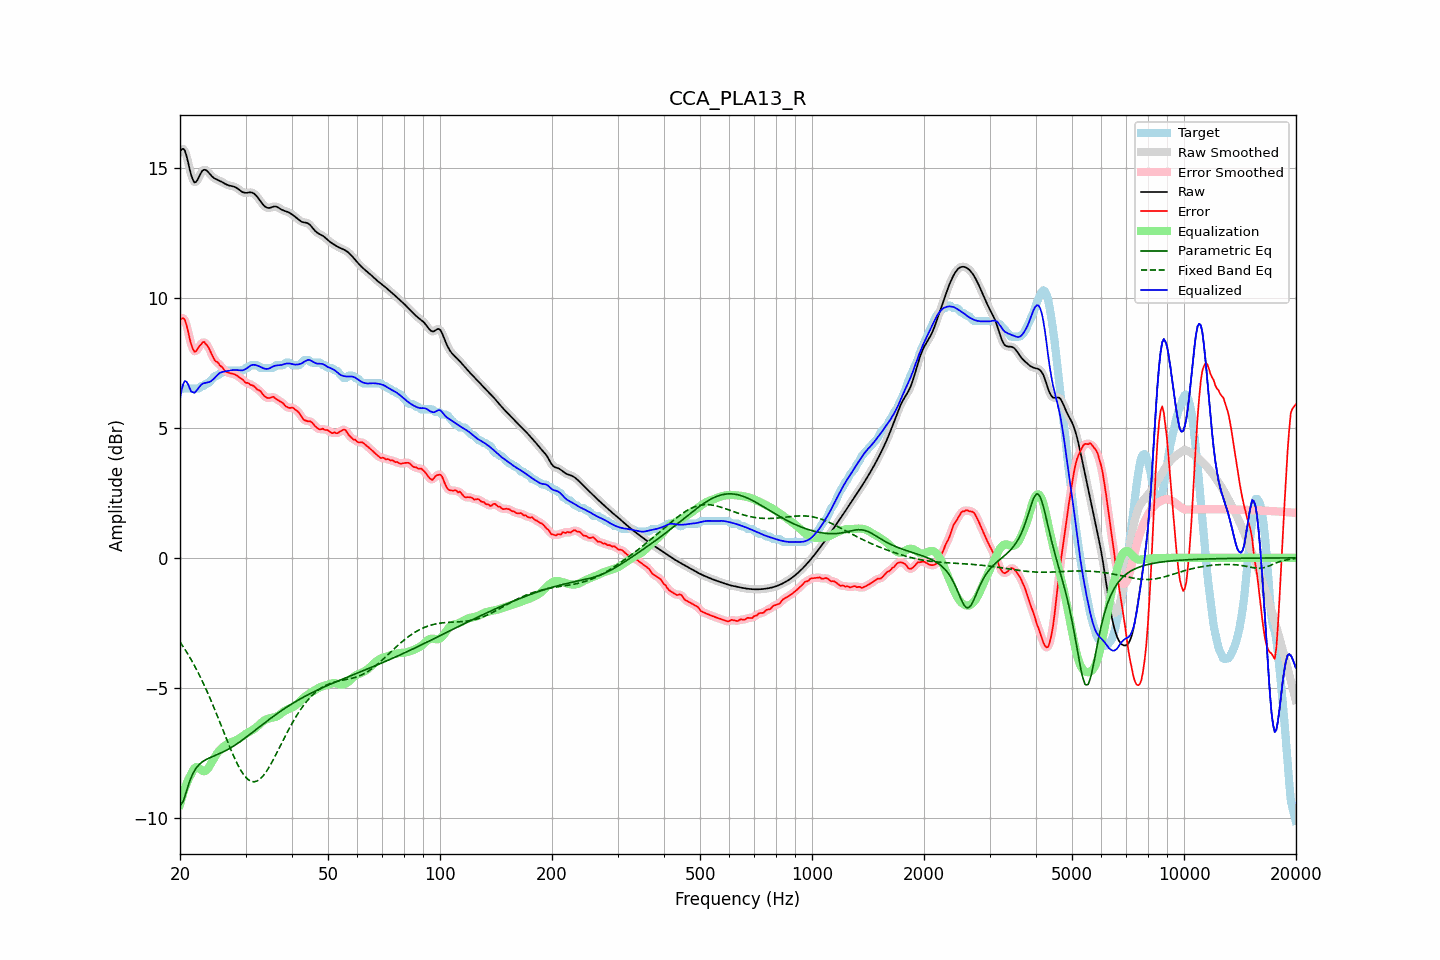 CCA_PLA13_R
Amplitude (dBr)
15
10
5
0
−5
−10
Target
Raw Smoothed
Error Smoothed
Raw
Error
Equalization
Parametric Eq
Fixed Band Eq
Equalized
20 50 100 200 500 1000 2000 5000 10000 20000
Frequency (Hz)